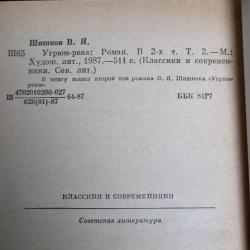 Шишков В. Я.
Ш65 Угрюм-река: Роман. В 2-х т. Т. 2.—М.:
Худож. лит., 1987.—511 с. (Классики и современ-
ники. Сов. лит.)
В книгу вошел второй том романа В. Я. Шишкова «Угрюм-
река».
Ш 4702010200-027
028(01)-87 64-87 ББК 84Р7
КЛАССИКИ И СОВРЕМЕННИКИ
Советская литература